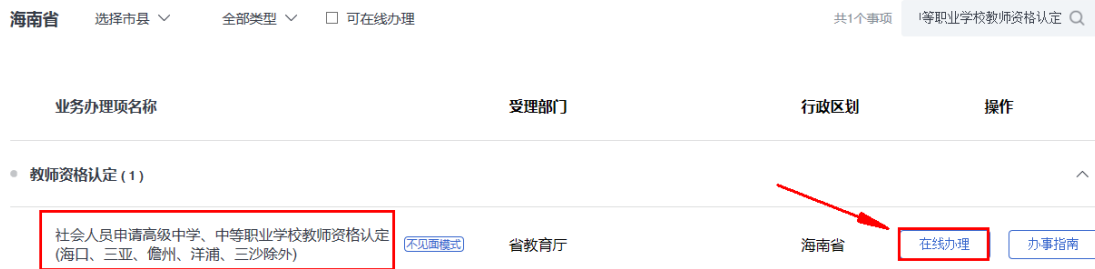 海南省 选择市县 全部类型 可在线办理 共1个事项 等职业学校教师资格认定
业务办理项名称 受理部门 行政区划 操作
教师资格认定 (1)
社会人员申请高级中学、中等职业学校教师资格认定
(海口、三亚、儋州、洋浦、三沙除外)
不见面模式 省教育厅 海南省 在线办理 办事指南